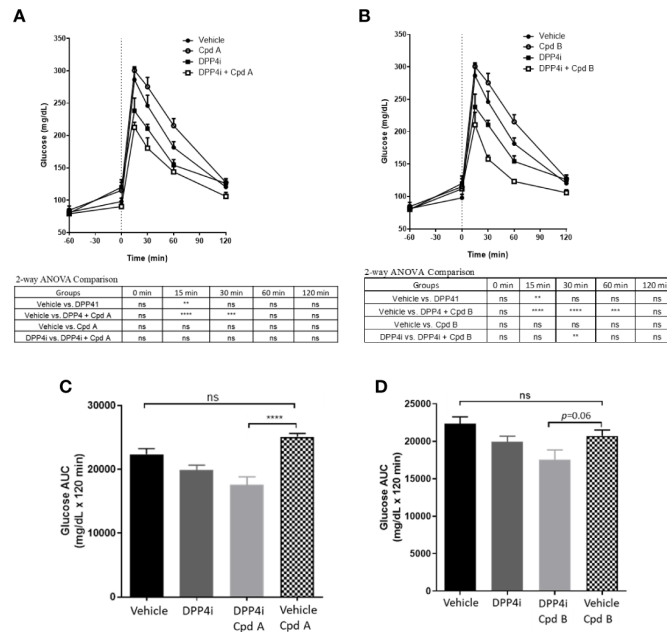 A
Vehicle
Cpd A
DPP4i
DPP4i + Cpd A
350
300
250
200
150
100
50
Glucose (mg/dL)
-60
0
30
60
120
Time (min)
2-way ANOVA Comparison
Groups 0 min 15 min 30 min 60 min 120 min
Vehicle vs. DPP41 ns ** ns ns ns
Vehicle vs. DPP4 + Cpd A ns **** *** ns ns
Vehicle vs. Cpd A ns ns ns ns ns
DPP4i vs. DPP4i + Cpd A ns ns ns ns ns
B
Vehicle
Cpd B
DPP4i
DPP4i + Cpd B
350
300
250
200
150
100
50
Glucose (mg/dL)
-60
0
30
60
120
Time (min)
2-way ANOVA Comparison
Groups 0 min 15 min 30 min 60 min 120 min
Vehicle vs. DPP41 ns ** ns ns ns
Vehicle vs. DPP4 + Cpd B ns **** **** *** ns
Vehicle vs. Cpd B ns ns ns ns ns
DPP4i vs. DPP4i + Cpd B ns ns ** ns ns
C
ns
****
30000
20000
10000
0
Glucose AUC
(mg/dL x 120 min)
Vehicle
DPP4i
DPP4i
Cpd A
Vehicle
Cpd A
D
ns
p=0.06
25000
20000
15000
10000
5000
0
Glucose AUC
(mg/dL x 120 min)
Vehicle
DPP4i
DPP4i
Cpd B
Vehicle
Cpd B